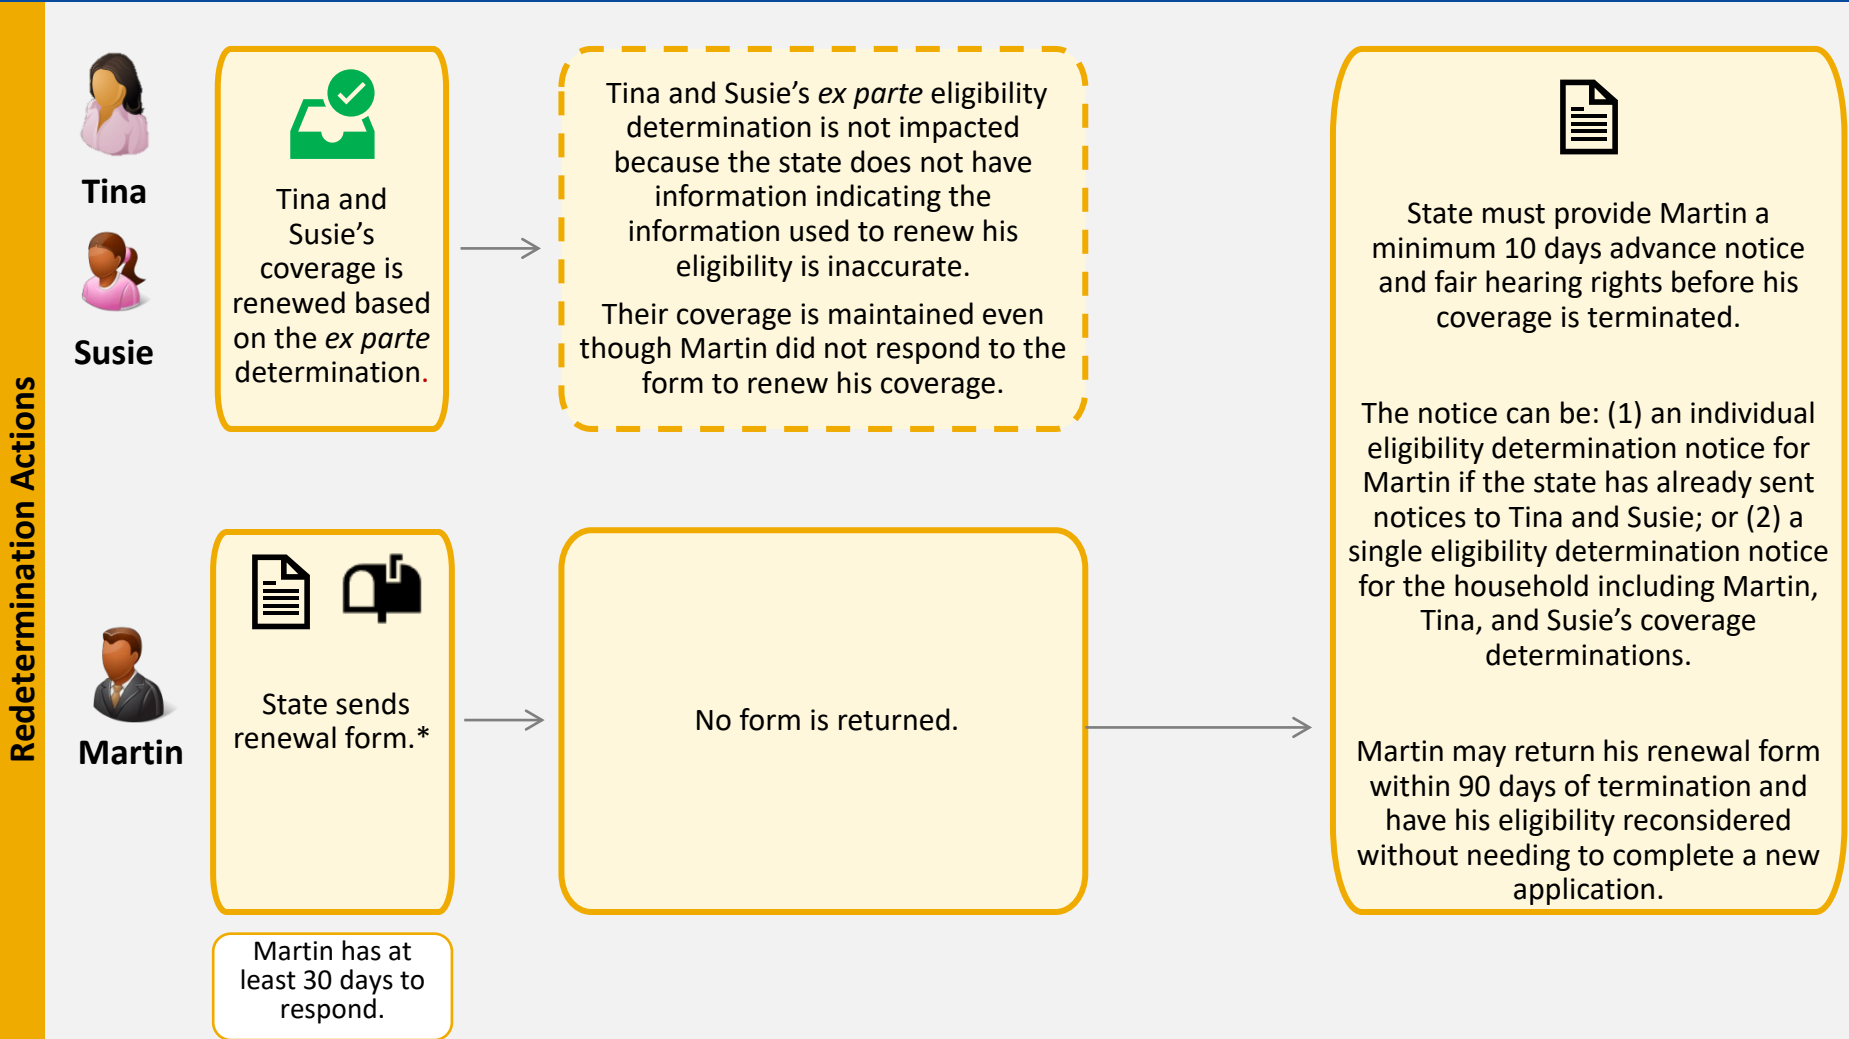 Redetermination Actions
Tina
Susie
Tina and
Susie’s
coverage is
renewed based
on the ex parte
determination.
Tina and Susie’s ex parte eligibility
determination is not impacted
because the state does not have
information indicating the
information used to renew his
eligibility is inaccurate.
Their coverage is maintained even
though Martin did not respond to the
form to renew his coverage.
Martin
State sends
renewal form.*
Martin has at
least 30 days to
respond.
No form is returned.
State must provide Martin a
minimum 10 days advance notice
and fair hearing rights before his
coverage is terminated.
The notice can be: (1) an individual
eligibility determination notice for
Martin if the state has already sent
notices to Tina and Susie; or (2) a
single eligibility determination notice
for the household including Martin,
Tina, and Susie’s coverage
determinations.
Martin may return his renewal form
within 90 days of termination and
have his eligibility reconsidered
without needing to complete a new
application.